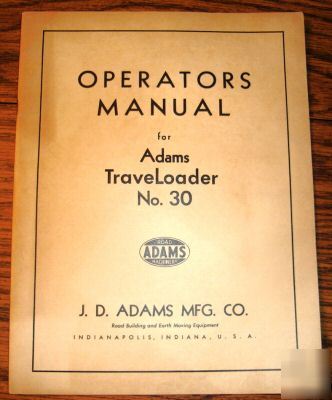 OPERATORS
MANUAL
for
Adams
TraveLoader
No. 30
ROAD
ADAMS
MACHINERY
J. D. ADAMS MFG. CO.
Road Building and Earth Moving Equipment
INDIANAPOLIS, INDIANA, U. S. A.